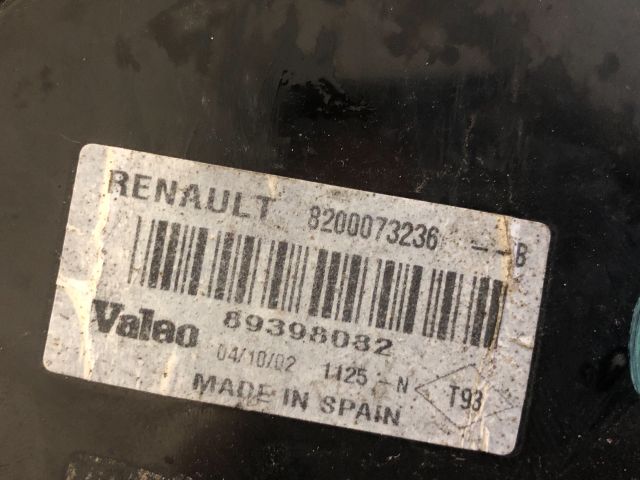 RENAULT 8200073236 --B
89398082
Valeo
04/10/02 1125-N
T93
MADE IN SPAIN